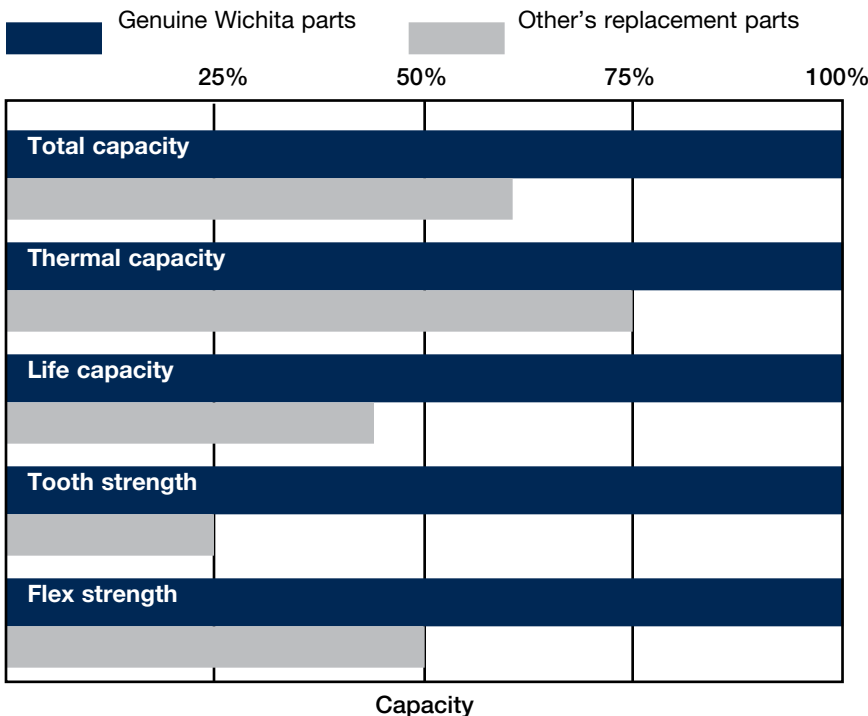 Genuine Wichita parts
Other's replacement parts
25% 50% 75% 100%
Total capacity
Thermal capacity
Life capacity
Tooth strength
Flex strength
Capacity